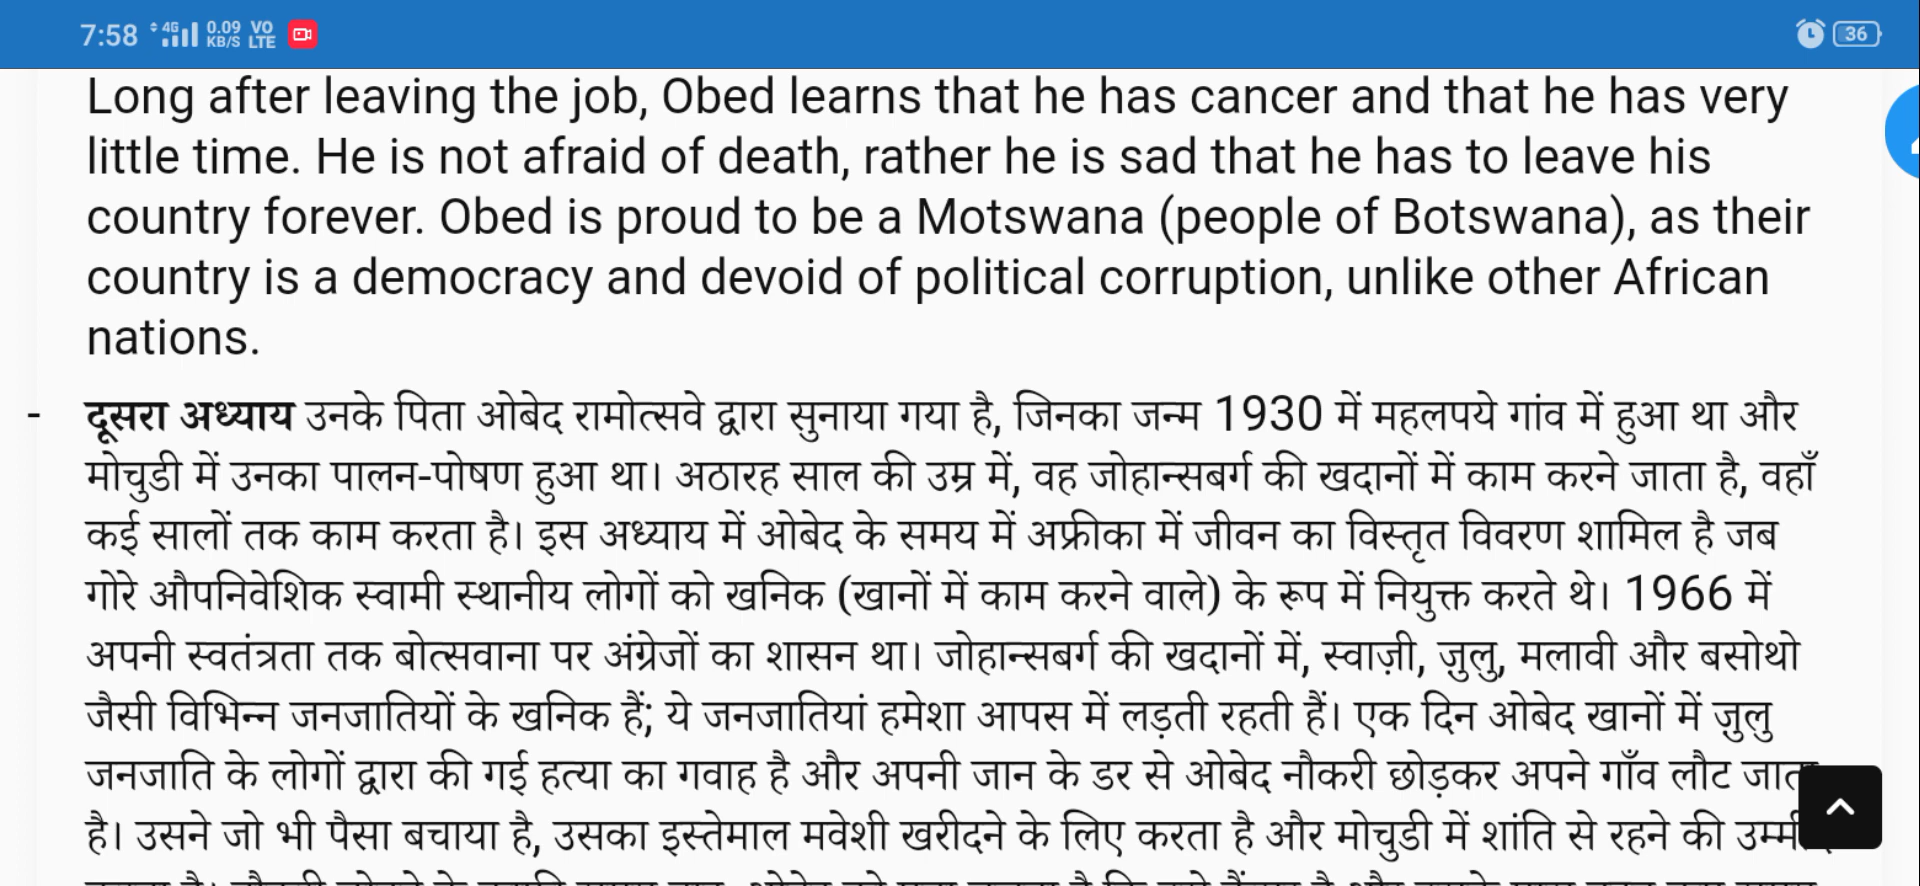 7:58 4G 0.09 KB/S VO LTE 36
Long after leaving the job, Obed learns that he has cancer and that he has very
little time. He is not afraid of death, rather he is sad that he has to leave his
country forever. Obed is proud to be a Motswana (people of Botswana), as their
country is a democracy and devoid of political corruption, unlike other African
nations.
- दूसरा अध्याय उनके पिता ओबेद रामोत्सवे द्वारा सुनाया गया है, जिनका जन्म 1930 में महलपये गांव में हुआ था और
मोचुडी में उनका पालन-पोषण हुआ था। अठारह साल की उम्र में, वह जोहान्सबर्ग की खदानों में काम करने जाता है, वहाँ
कई सालों तक काम करता है। इस अध्याय में ओबेद के समय में अफ्रीका में जीवन का विस्तृत विवरण शामिल है जब
गोरे औपनिवेशिक स्वामी स्थानीय लोगों को खनिक (खानों में काम करने वाले) के रूप में नियुक्त करते थे। 1966 में
अपनी स्वतंत्रता तक बोत्सवाना पर अंग्रेजों का शासन था। जोहान्सबर्ग की खदानों में, स्वाज़ी, ज़ुलु, मलावी और बसोथो
जैसी विभिन्न जनजातियों के खनिक हैं; ये जनजातियां हमेशा आपस में लड़ती रहती हैं। एक दिन ओबेद खानों में ज़ुलु
जनजाति के लोगों द्वारा की गई हत्या का गवाह है और अपनी जान के डर से ओबेद नौकरी छोड़कर अपने गाँव लौट जाता
है। उसने जो भी पैसा बचाया है, उसका इस्तेमाल मवेशी खरीदने के लिए करता है और मोचुडी में शांति से रहने की